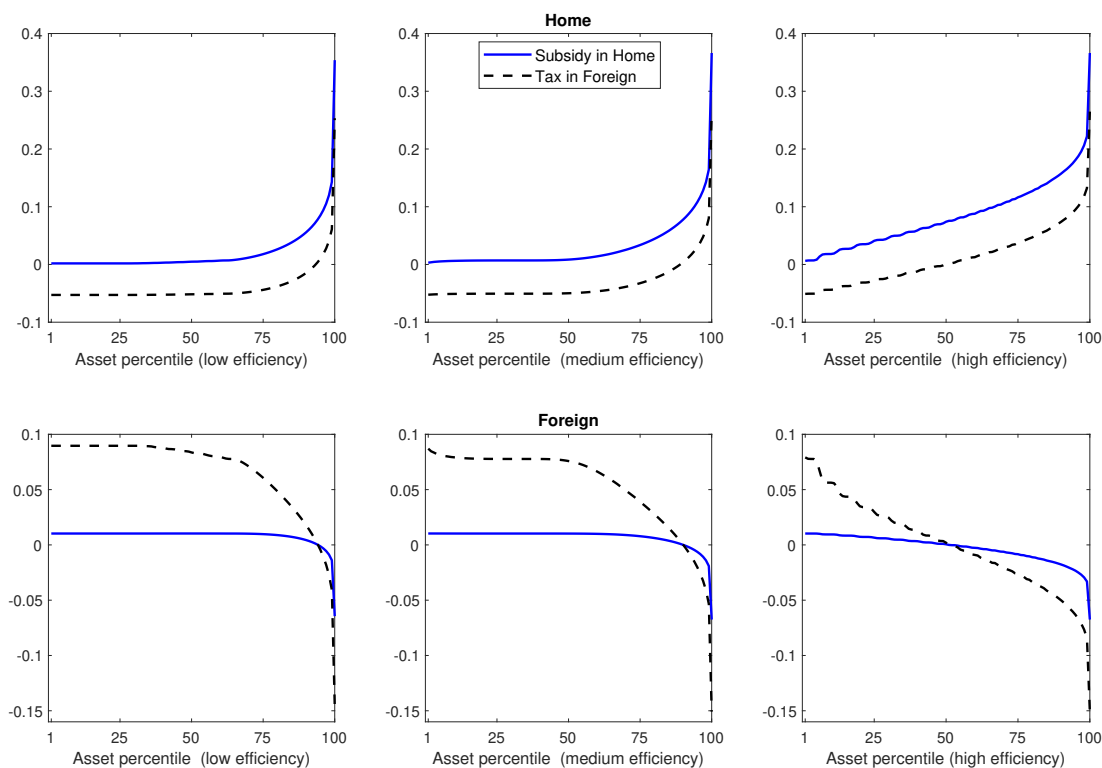 Home
0.4
0.3
0.2
0.1
0
-0.1
1 25 50 75 100
Asset percentile (low efficiency)
0.4
0.3
0.2
0.1
0
-0.1
Subsidy in Home
Tax in Foreign
1 25 50 75 100
Asset percentile (medium efficiency)
0.4
0.3
0.2
0.1
0
-0.1
1 25 50 75 100
Asset percentile (high efficiency)
Foreign
0.1
0.05
0
-0.05
-0.1
-0.15
1 25 50 75 100
Asset percentile (low efficiency)
0.1
0.05
0
-0.05
-0.1
-0.15
1 25 50 75 100
Asset percentile (medium efficiency)
0.1
0.05
0
-0.05
-0.1
-0.15
1 25 50 75 100
Asset percentile (high efficiency)